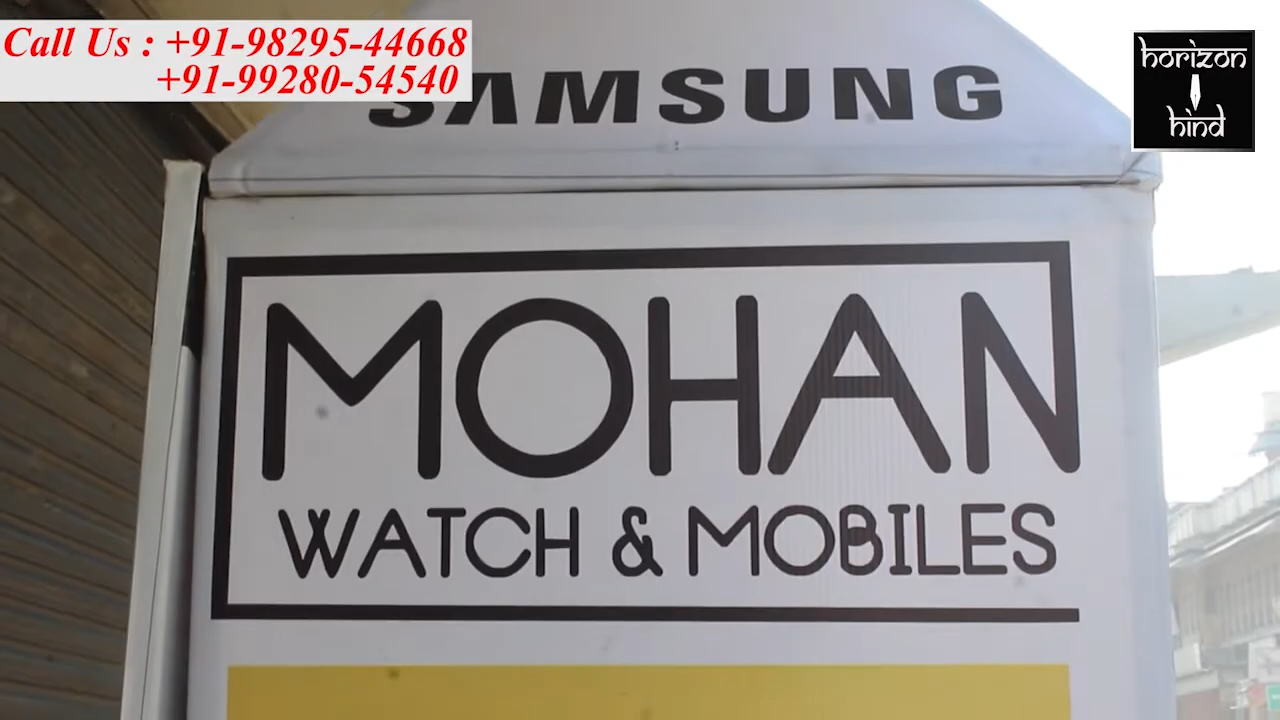 Call Us : +91-98295-44668
+91-99280-54540
SAMSUNG
horizon
hind
MOHAN
WATCH & MOBILES